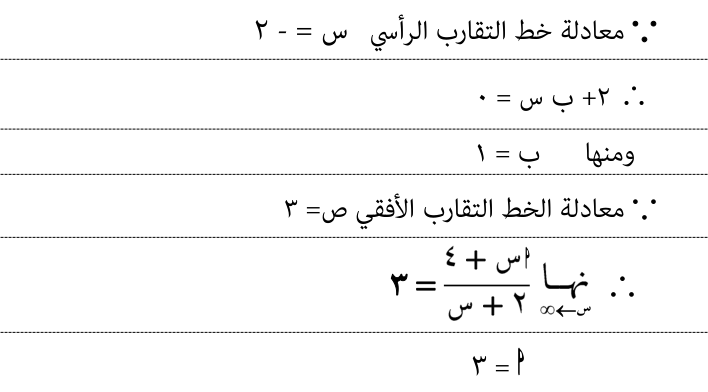 ∵ معادلة خط التقارب الرأسي س = - ٢
∴ ٢+ ب س = ٠
ومنها ب = ١
∵ معادلة الخط التقارب الأفقي ص= ٣
∴ نهــا س←∞ (أس + ٤)/(٢ + س) = ٣
أ = ٣